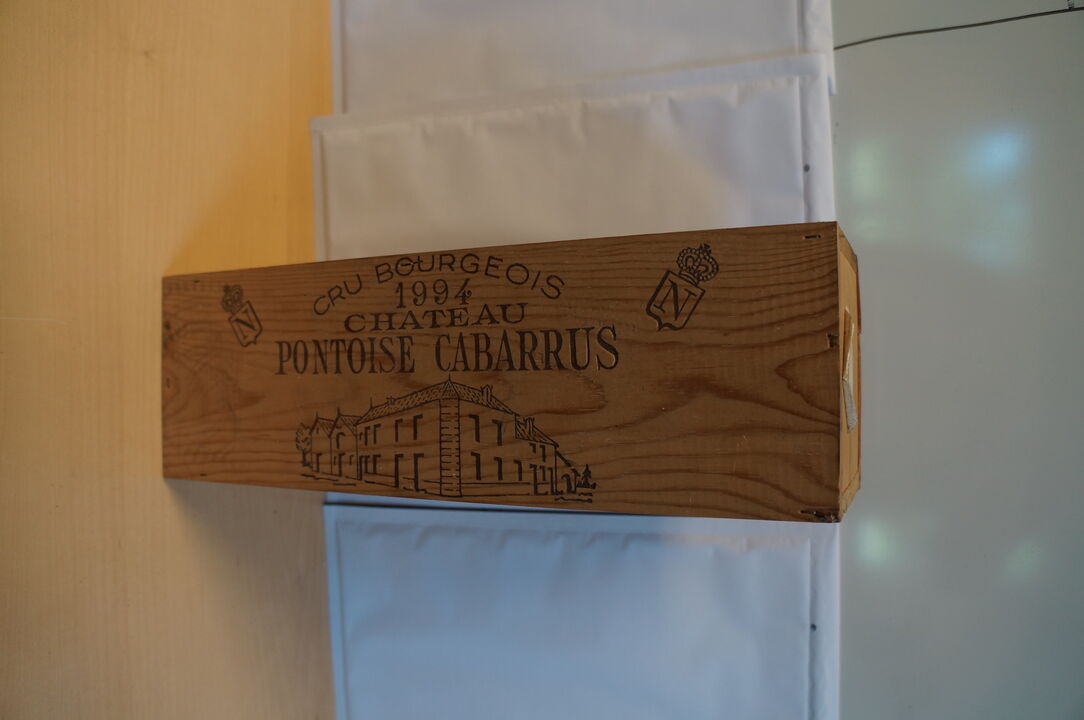 CRU BOURGEOIS
1994
CHATEAU
PONTOISE CABARRUS
N
N